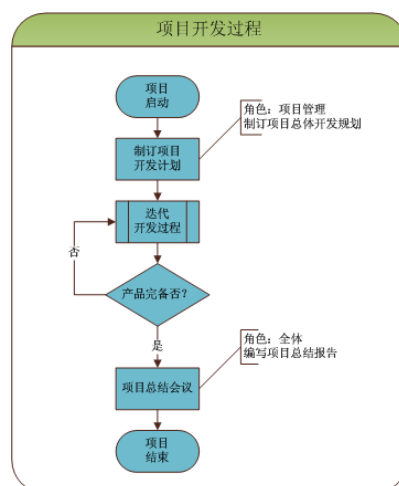 项目开发过程
项目
启动
角色：项目管理
制订项目总体开发规划
制订项目
开发计划
迭代
开发过程
否
产品完备否？
是
角色：全体
编写项目总结报告
项目总结会议
项目
结束